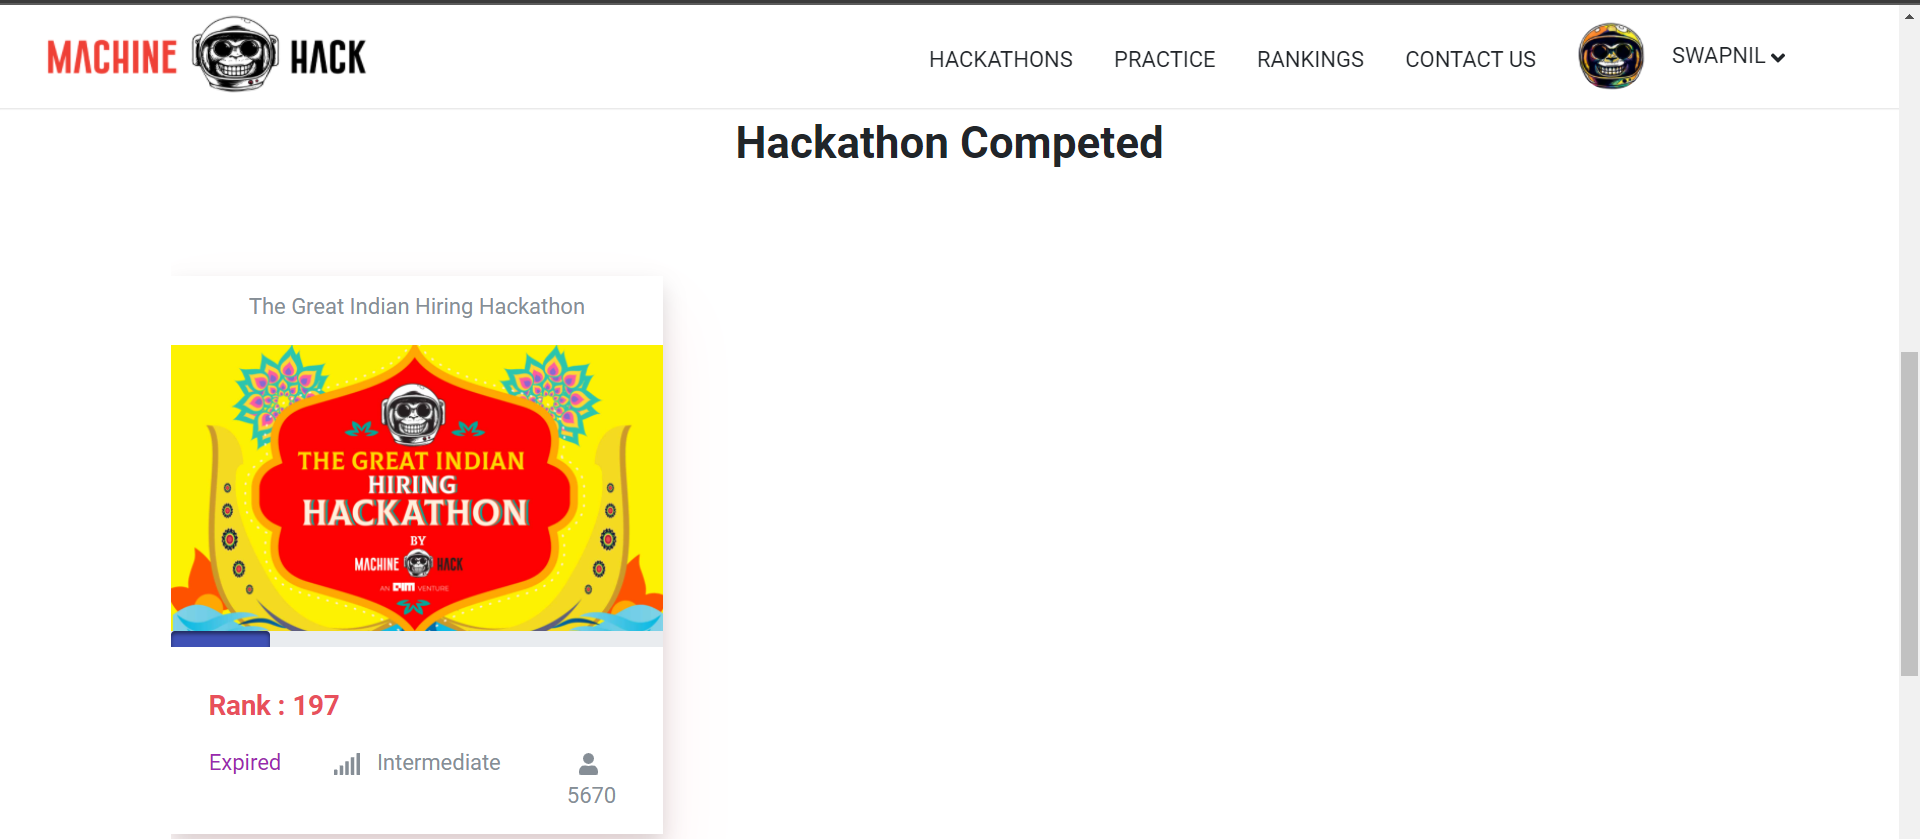 MACHINE HACK
HACKATHONS PRACTICE RANKINGS CONTACT US SWAPNIL
Hackathon Competed
The Great Indian Hiring Hackathon
THE GREAT INDIAN
HIRING
HACKATHON
BY
MACHINE HACK
AN AIM VENTURE
Rank : 197
Expired Intermediate
5670